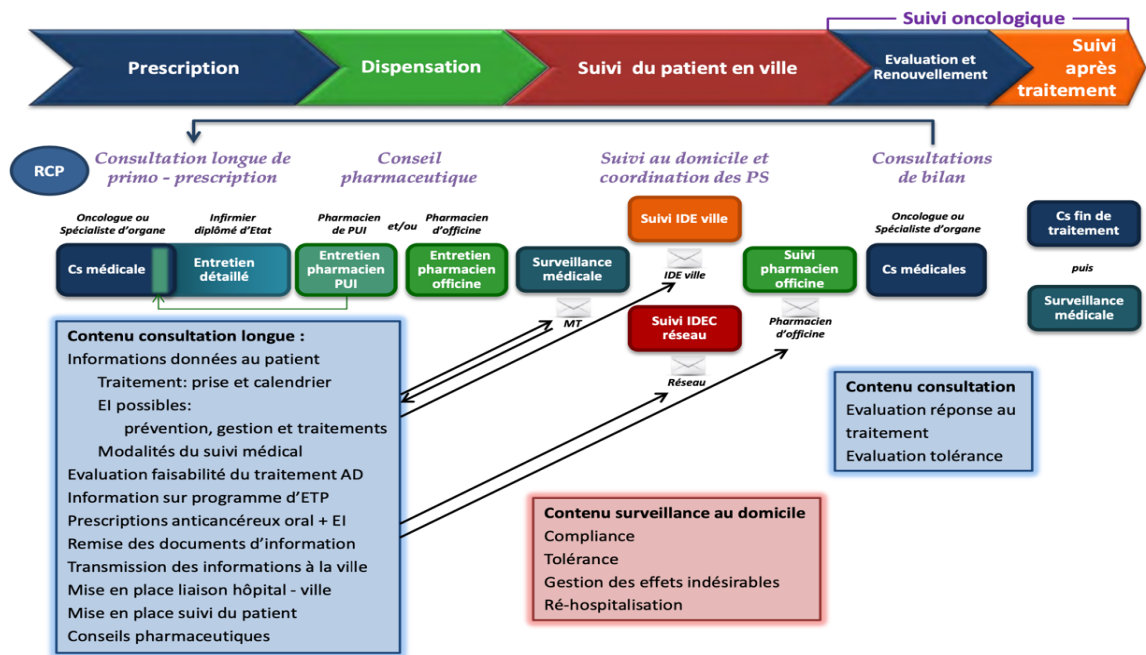 Suivi oncologique
Prescription
Dispensation
Suivi du patient en ville
Evaluation et
Renouvellement
Suivi
après
traitement
RCP
Consultation longue de
primo – prescription
Conseil
pharmaceutique
Suivi au domicile et
coordination des PS
Consultations
de bilan
Oncologue ou
Spécialiste d'organe
Infirmier
diplômé d'Etat
Pharmacien
de PUI
et/ou
Pharmacien
d'officine
Cs médicale
Entretien
détaillé
Entretien
pharmacien
PUI
Entretien
pharmacien
officine
Surveillance
médicale
MT
Suivi IDE ville
IDE ville
Suivi IDEC
réseau
Réseau
Suivi
pharmacien
officine
Pharmacien
d'officine
Oncologue ou
Spécialiste d'organe
Cs médicales
Cs fin de
traitement
puis
Surveillance
médicale
Contenu consultation longue :
Informations données au patient
Traitement: prise et calendrier
EI possibles:
prévention, gestion et traitements
Modalités du suivi médical
Evaluation faisabilité du traitement AD
Information sur programme d'ETP
Prescriptions anticancéreux oral + EI
Remise des documents d'information
Transmission des informations à la ville
Mise en place liaison hôpital - ville
Mise en place suivi du patient
Conseils pharmaceutiques
Contenu surveillance au domicile
Compliance
Tolérance
Gestion des effets indésirables
Ré-hospitalisation
Contenu consultation
Evaluation réponse au
traitement
Evaluation tolérance